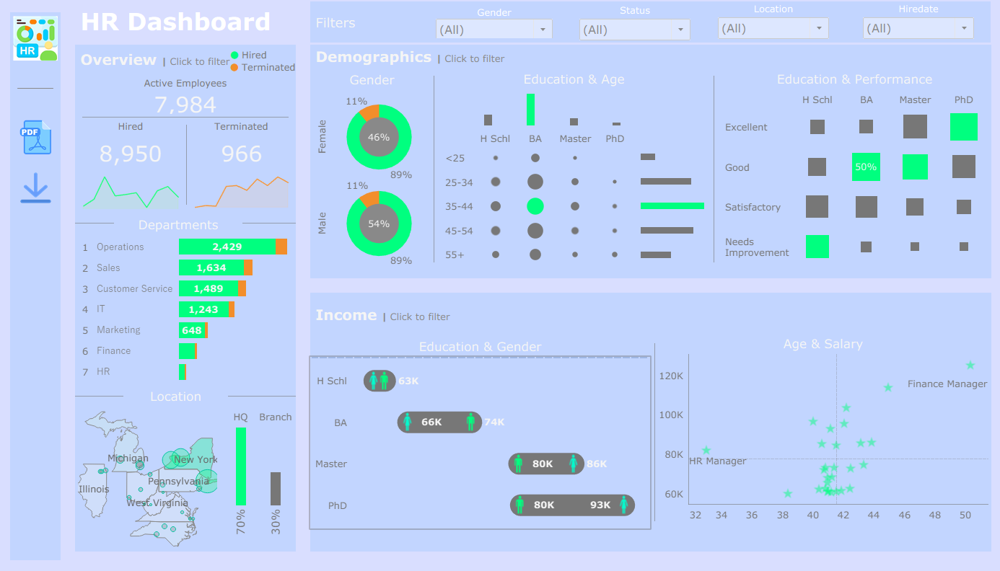 HR
PDF
HR Dashboard
Filters
Gender
(All)
Status
(All)
Location
(All)
Hiredate
(All)
Overview | Click to filter
Hired
Terminated
Active Employees
7,984
Hired
8,950
Terminated
966
Departments
1 Operations 2,429
2 Sales 1,634
3 Customer Service 1,489
4 IT 1,243
5 Marketing 648
6 Finance
7 HR
Location
Michigan
New York
Pennsylvania
Illinois
West Virginia
HQ Branch
70% 30%
Demographics | Click to filter
Gender
Female
11%
46%
89%
Male
11%
54%
89%
Education & Age
H Schl BA Master PhD
<25
25-34
35-44
45-54
55+
Education & Performance
H Schl BA Master PhD
Excellent
Good 50%
Satisfactory
Needs
Improvement
Income | Click to filter
Education & Gender
H Schl 63K
BA 66K 74K
Master 80K 86K
PhD 80K 93K
Age & Salary
120K
100K
80K
60K
Finance Manager
HR Manager
32 34 36 38 40 42 44 46 48 50